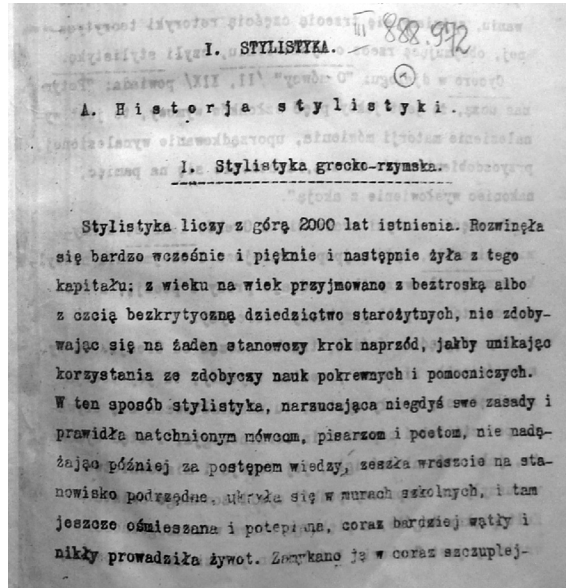 I. STYLISTYKA.
III 888.972
1
A. Historja stylistyki.
1. Stylistyka grecko-rzymska.
Stylistyka liczy z górą 2000 lat istnienia. Rozwinęła
się bardzo wcześnie i pięknie i następnie żyła z tego
kapitału: z wieku na wiek przyjmowano z beztroską albo
z czcią bezkrytyczną dziedzictwo starożytnych, nie zdoby-
wając się na żaden stanowczy krok naprzód, jakby unikając
korzystania ze zdobyczy nauk pokrewnych i pomocniczych.
W ten sposób stylistyka, narzucająca niegdyś swe zasady i
prawidła natchnionym mówcom, pisarzom i poetom, nie nadą-
żając później za postępem wiedzy, zeszła wreszcie na sta-
nowisko podrzędne, ukryła się w murach szkolnych, i tam
jeszcze ośmieszana i potępiana, coraz bardziej wątły i
nikły prowadziła żywot. Zamykano ją w coraz szczuplej-